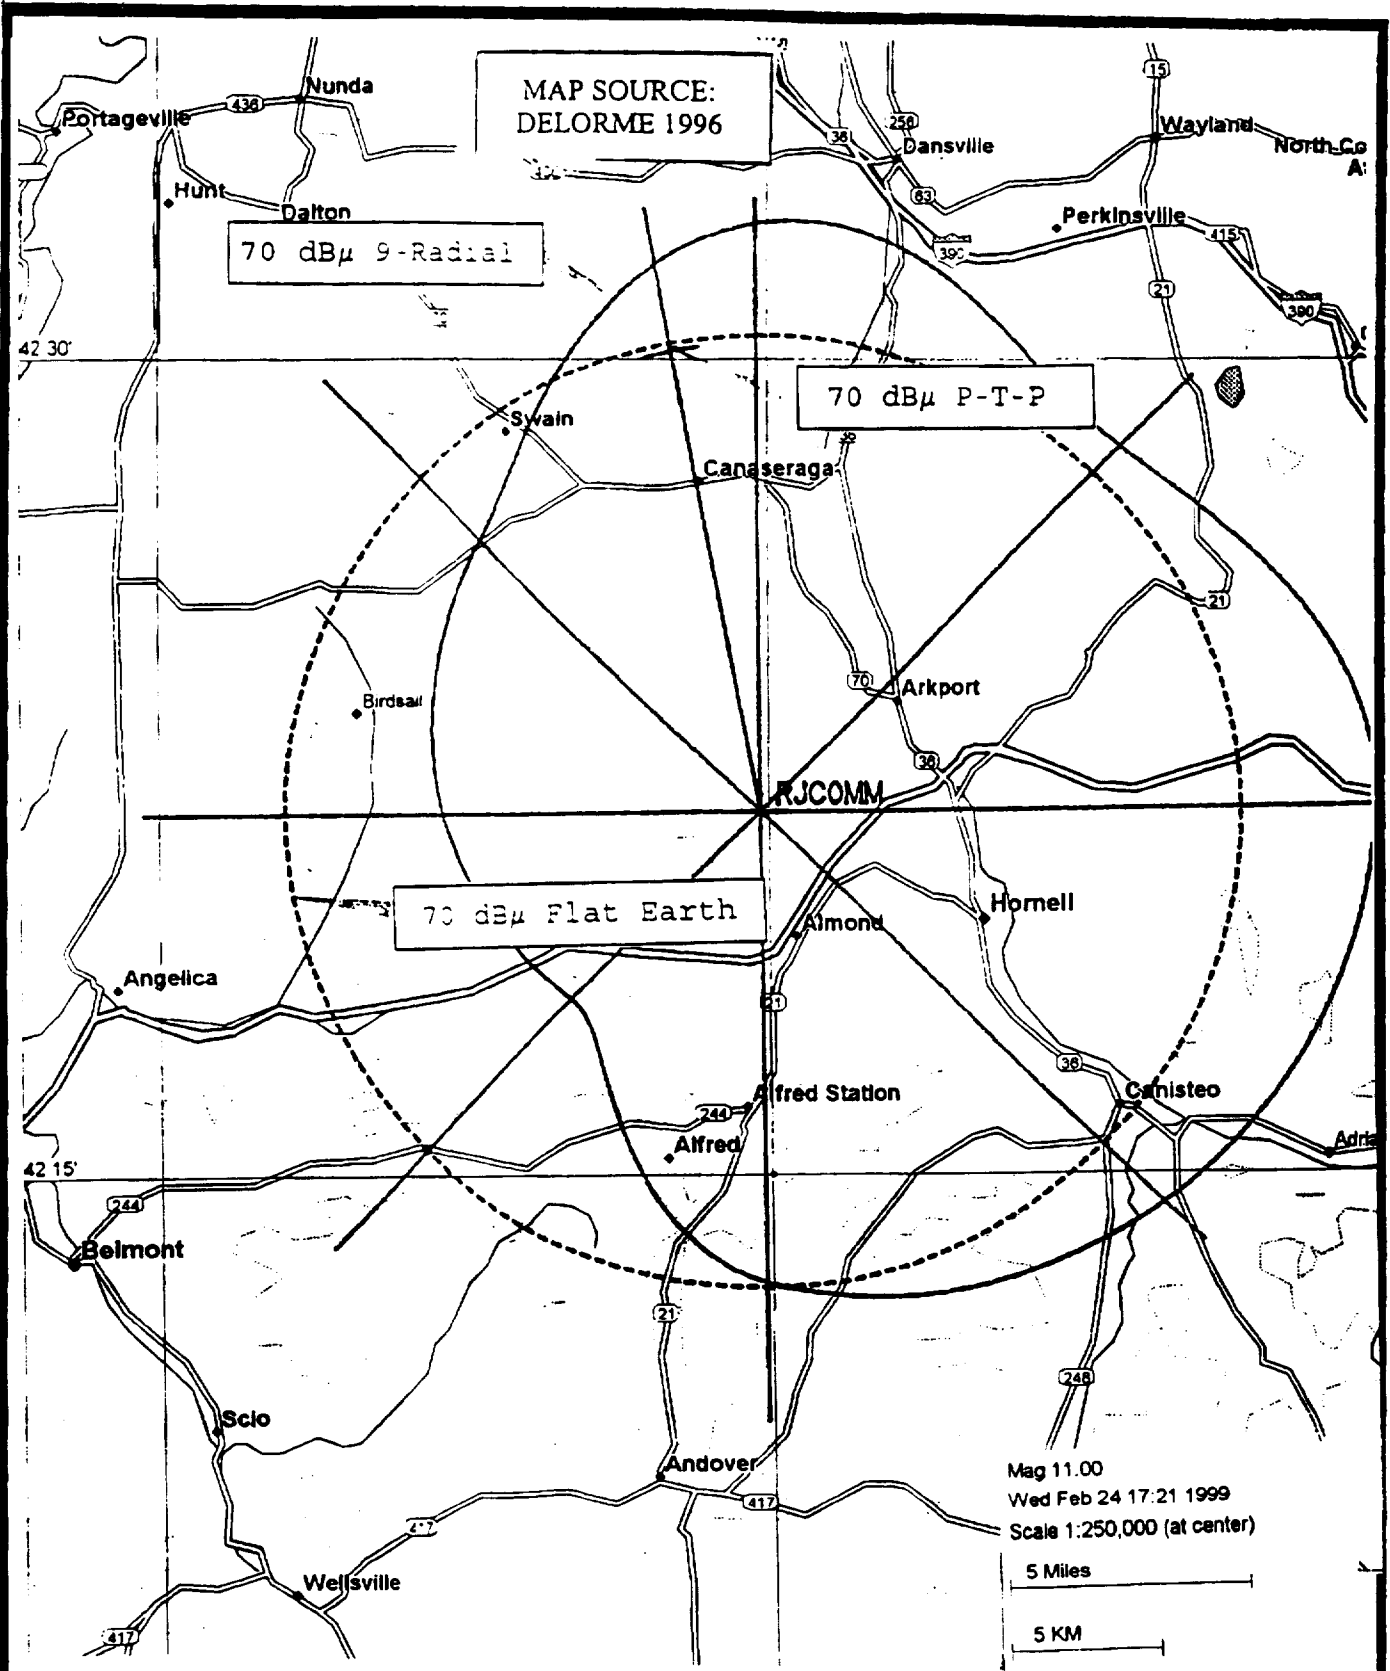 Nunda
436
Portageville
MAP SOURCE:
DELORME 1996
15
256
36
Dansville
Wayland
Hunt
63
Dalton
Perkinsville
415
70 dBµ 9-Radial
390
21
390
42 30'
70 dBµ P-T-P
Swain
36
Canaseraga
21
Birdsall
70
Arkport
36
RJCOMM
70 dBµ Flat Earth
Hornell
Almond
Angelica
21
36
Canisteo
244
Alfred Station
Alfred
42 15'
244
Belmont
21
248
Scio
Andover
Mag 11.00
417
Wed Feb 24 17:21 1999
417
Scale 1:250,000 (at center)
5 Miles
Wellsville
417
5 KM